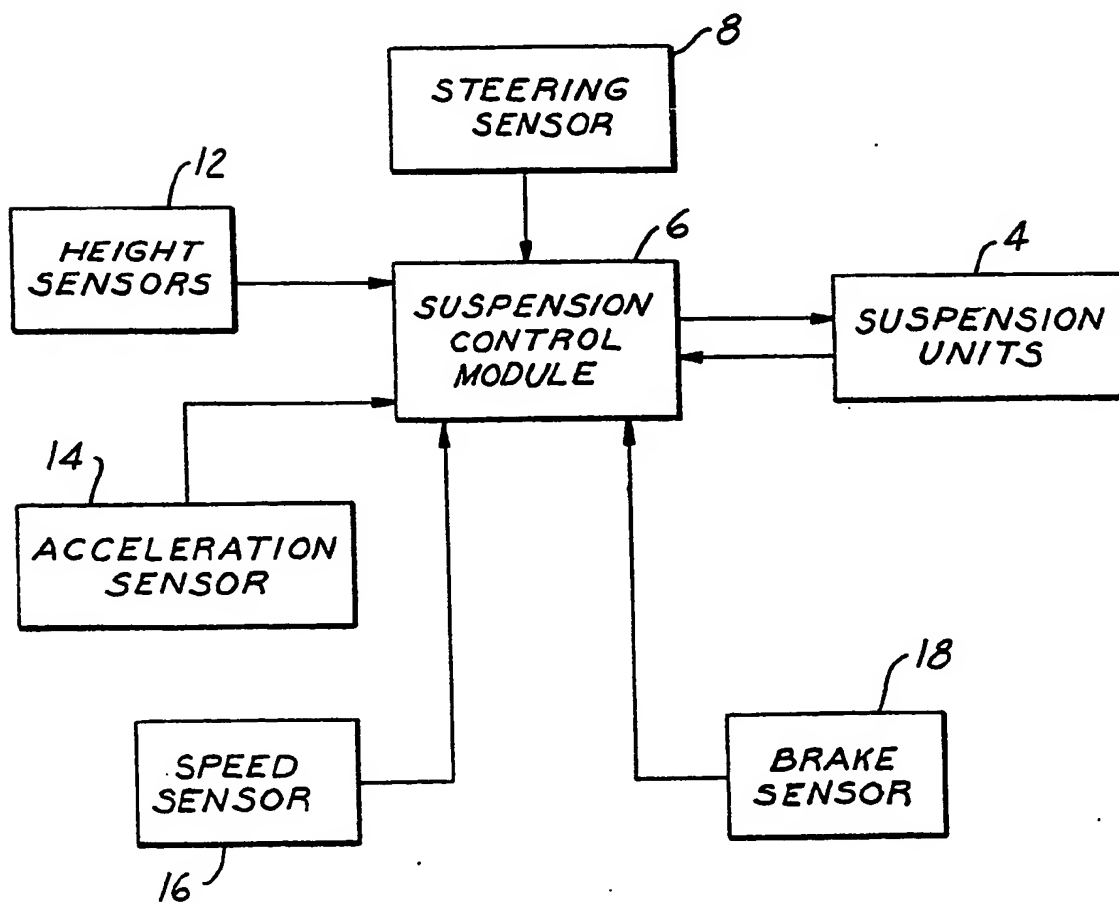 8
STEERING
SENSOR
12
HEIGHT
SENSORS
6
SUSPENSION
CONTROL
MODULE
4
SUSPENSION
UNITS
14
ACCELERATION
SENSOR
18
BRAKE
SENSOR
SPEED
SENSOR
16